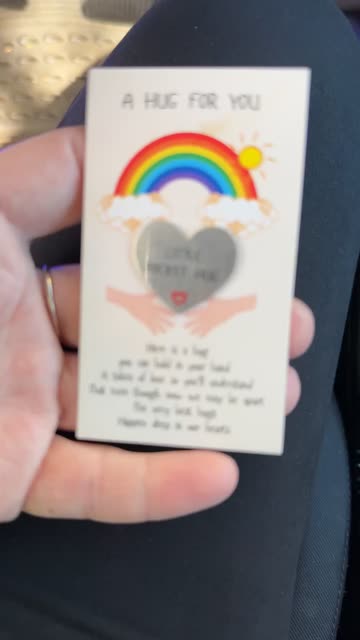 A HUG FOR YOU
LITTLE
POCKET HUG
Here is a hug
you can hold in your hand
A token of love so you'll understand
That even though now we may be apart
The very best hugs
Happen deep in our hearts